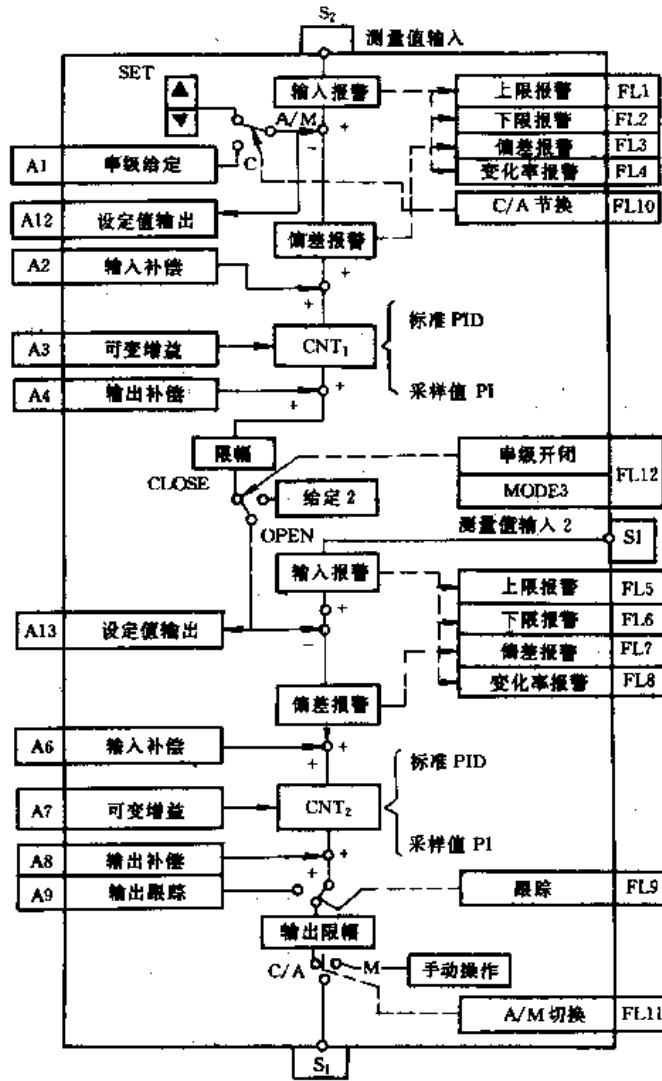 S₂
测量值输入
SET
输入报警
上限报警 FL1
A/M
+
下限报警 FL2
−
偏差报警 FL3
A1 串级给定
C
变化率报警 FL4
A12 设定值输出
C/A 节换 FL10
偏差报警
A2 输入补偿
+
+
标准 PID
A3 可变增益
CNT₁
A4 输出补偿
采样值 PI
+
+
限幅
串级开闭
FL12
CLOSE
给定 2
MODE3
OPEN
测量值输入 2
S1
输入报警
上限报警 FL5
+
下限报警 FL6
A13 设定值输出
−
偏差报警 FL7
变化率报警 FL8
偏差报警
A6 输入补偿
+
+
标准 PID
A7 可变增益
CNT₂
采样值 PI
A8 输出补偿
+
+
A9 输出跟踪
跟踪 FL9
输出限幅
C/A
M
手动操作
A/M 切换 FL11
S₁